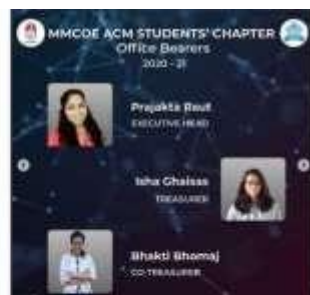 MMCOE ACM STUDENTS' CHAPTER
Office Bearers
2020 - 21
Prajakta Raut
EXECUTIVE HEAD
Isha Ghaisas
TREASURER
Bhakti Bhomaj
CO-TREASURER